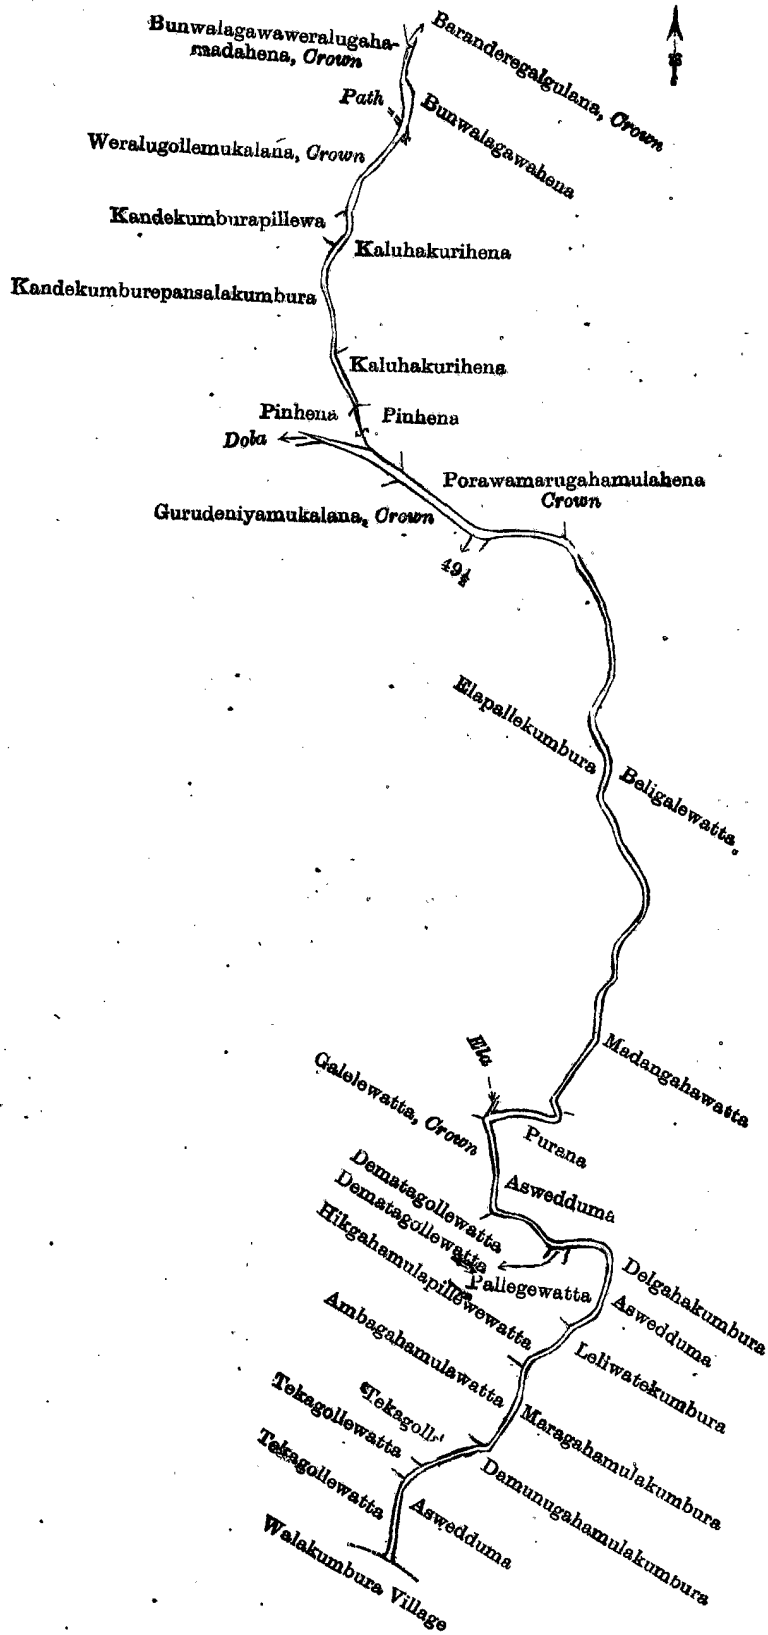 Bunwalagawaweralugaha-
madahena, Crown
Baranderegalgulana, Crown
Path
Bunwalagawahena
Weralugollemukalana, Crown
Kandekumburapillewa
Kaluhakurihena
Kandekumburepansalakumbura
Kaluhakurihena
Pinhena
Pinhena
Dola
Porawamarugahamulahena
Crown
Gurudeniyamukalana, Crown
49½
Elapallekumbura
Beligalewatta
Ela
Madangahawatta
Galelewatta, Crown
Purana
Aswedduma
Dematagollewatta
Dematagollewatta
Hikgahamulapillewewatta
Pallegewatta
Delgahakumbura
Aswedduma
Ambagahamulawatta
Leliwatekumbura
Tekagolle
Tekagollewatta
Maragahamulakumbura
Tekagollewatta
Damunugahamulakumbura
Aswedduma
Walakumbura Village